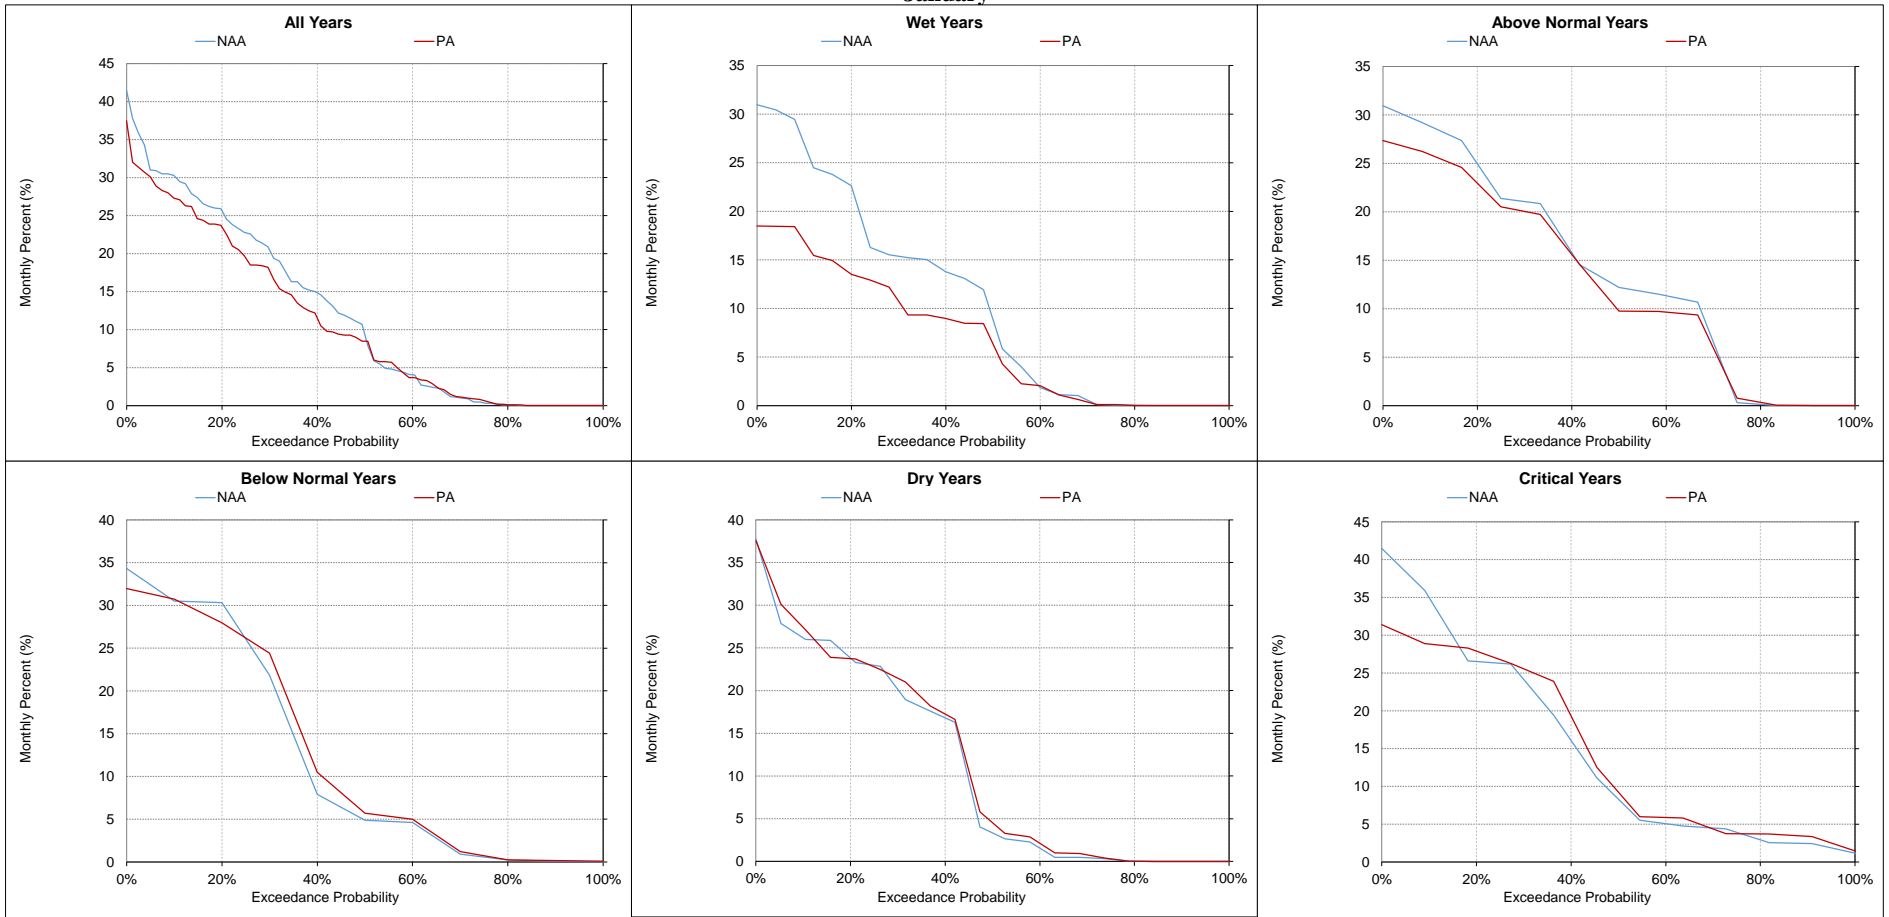 All Years
NAA PA
45
40
35
30
25
20
15
10
5
0
0% 20% 40% 60% 80% 100%
Monthly Percent (%)
Exceedance Probability
Wet Years
NAA PA
35
30
25
20
15
10
5
0
0% 20% 40% 60% 80% 100%
Monthly Percent (%)
Exceedance Probability
Above Normal Years
NAA PA
35
30
25
20
15
10
5
0
0% 20% 40% 60% 80% 100%
Monthly Percent (%)
Exceedance Probability
Below Normal Years
NAA PA
40
35
30
25
20
15
10
5
0
0% 20% 40% 60% 80% 100%
Monthly Percent (%)
Exceedance Probability
Dry Years
NAA PA
40
35
30
25
20
15
10
5
0
0% 20% 40% 60% 80% 100%
Monthly Percent (%)
Exceedance Probability
Critical Years
NAA PA
45
40
35
30
25
20
15
10
5
0
0% 20% 40% 60% 80% 100%
Monthly Percent (%)
Exceedance Probability